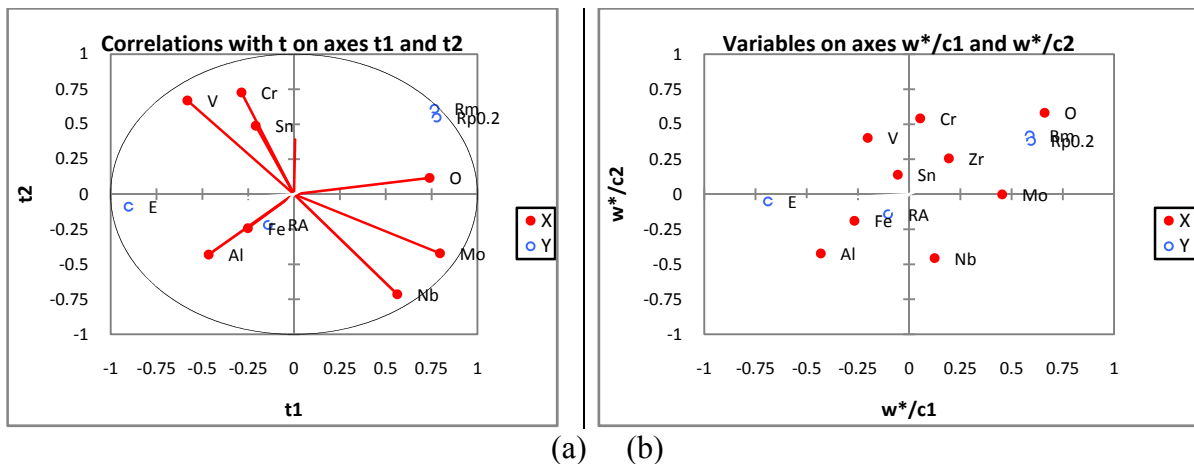 Correlations with t on axes t1 and t2
1
0.75
0.5
0.25
0
-0.25
-0.5
-0.75
-1
-1 -0.75 -0.5 -0.25 0 0.25 0.5 0.75 1
t2
t1
V
Cr
Sn
Rm
Rp0.2
O
E
Fe
RA
Al
Mo
Nb
X
Y
Variables on axes w*/c1 and w*/c2
1
0.75
0.5
0.25
0
-0.25
-0.5
-0.75
-1
-1 -0.75 -0.5 -0.25 0 0.25 0.5 0.75 1
w*/c2
w*/c1
O
Cr
Rm
Rp0.2
V
Zr
Sn
Mo
E
Fe
RA
Al
Nb
X
Y
(a) (b)